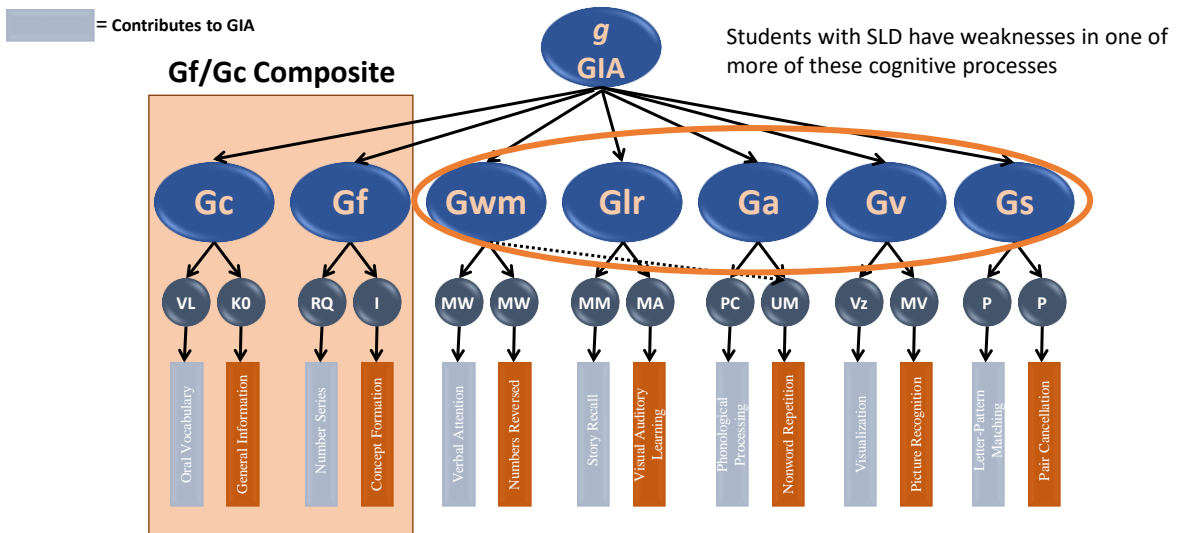 = Contributes to GIA
g
GIA
Students with SLD have weaknesses in one of
more of these cognitive processes
Gf/Gc Composite
Gc
Gf
Gwm
Glr
Ga
Gv
Gs
VL
K0
RQ
I
MW
MW
MM
MA
PC
UM
Vz
MV
P
P
Oral Vocabulary
General Information
Number Series
Concept Formation
Verbal Attention
Numbers Reversed
Story Recall
Visual Auditory
Learning
Phonological
Processing
Nonword Repetition
Visualization
Picture Recognition
Letter-Pattern
Matching
Pair Cancellation